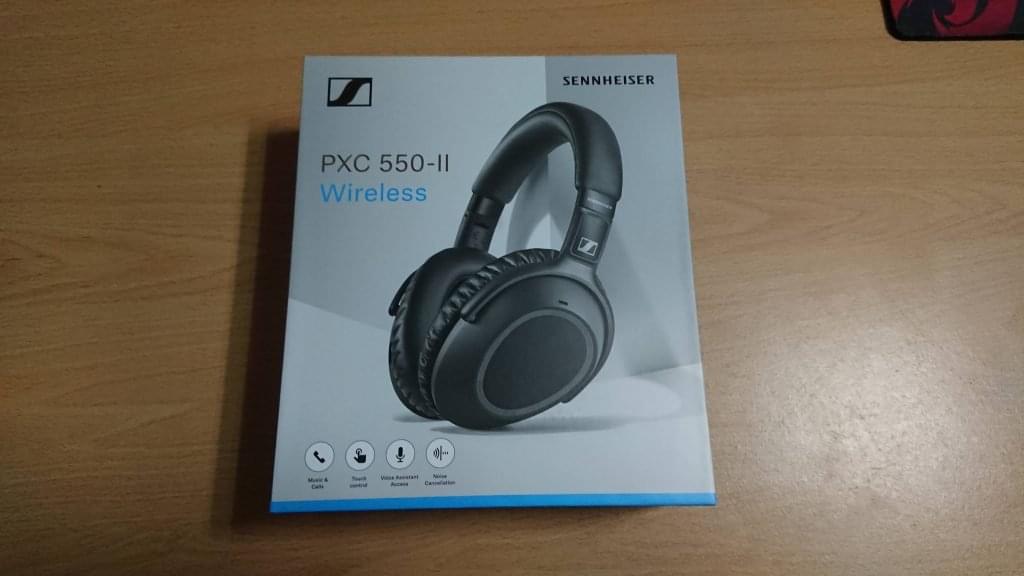 SENNHEISER
PXC 550-II
Wireless
Music &
Calls
Touch
control
Voice Assistant
Access
Noise
Cancellation